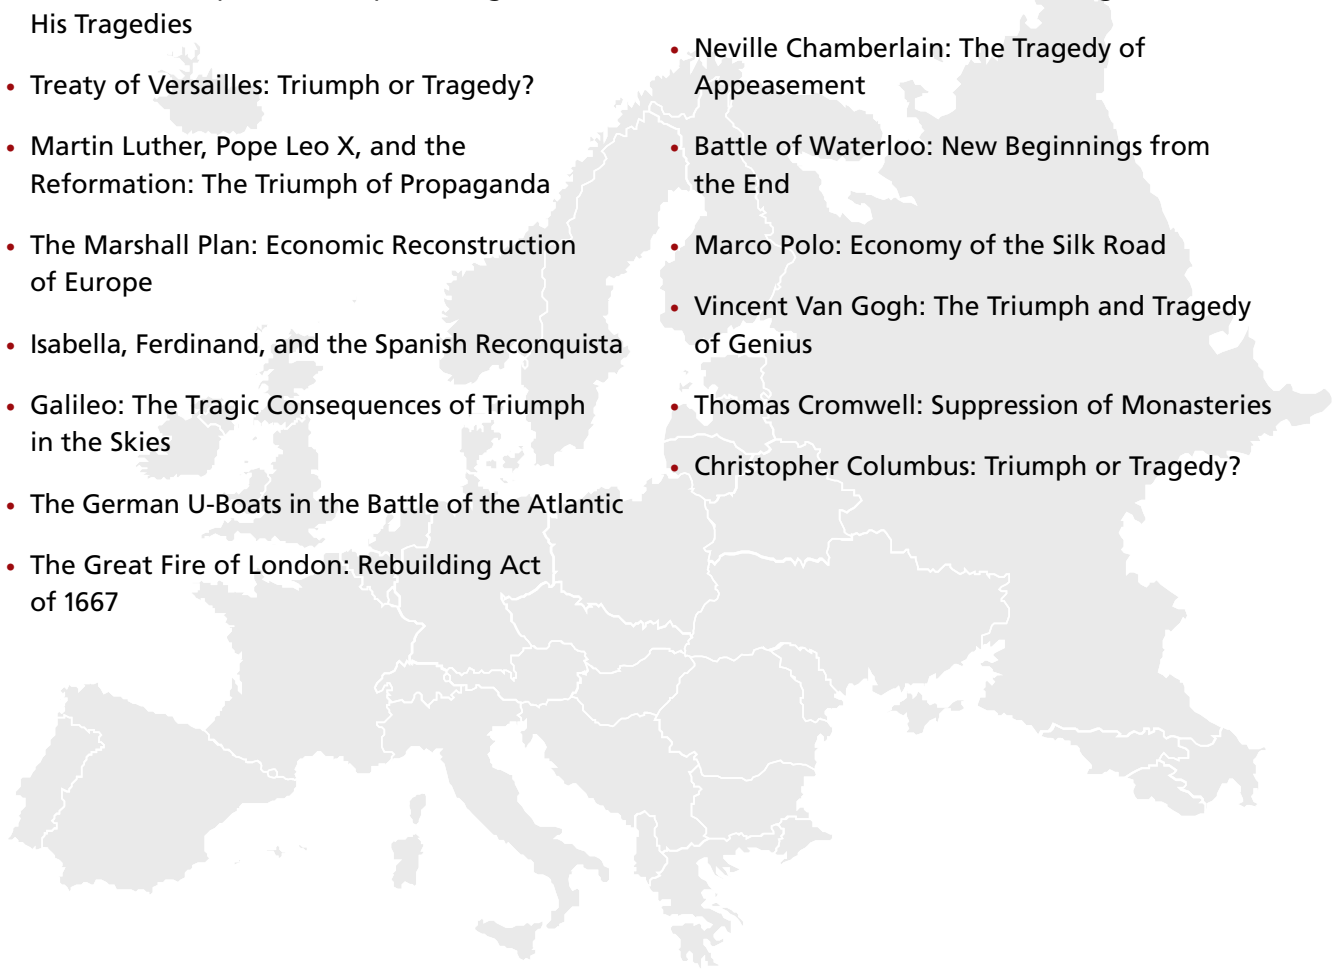 His Tragedies
• Treaty of Versailles: Triumph or Tragedy?
• Martin Luther, Pope Leo X, and the
Reformation: The Triumph of Propaganda
• The Marshall Plan: Economic Reconstruction
of Europe
• Isabella, Ferdinand, and the Spanish Reconquista
• Galileo: The Tragic Consequences of Triumph
in the Skies
• The German U-Boats in the Battle of the Atlantic
• The Great Fire of London: Rebuilding Act
of 1667
• Neville Chamberlain: The Tragedy of
Appeasement
• Battle of Waterloo: New Beginnings from
the End
• Marco Polo: Economy of the Silk Road
• Vincent Van Gogh: The Triumph and Tragedy
of Genius
• Thomas Cromwell: Suppression of Monasteries
• Christopher Columbus: Triumph or Tragedy?